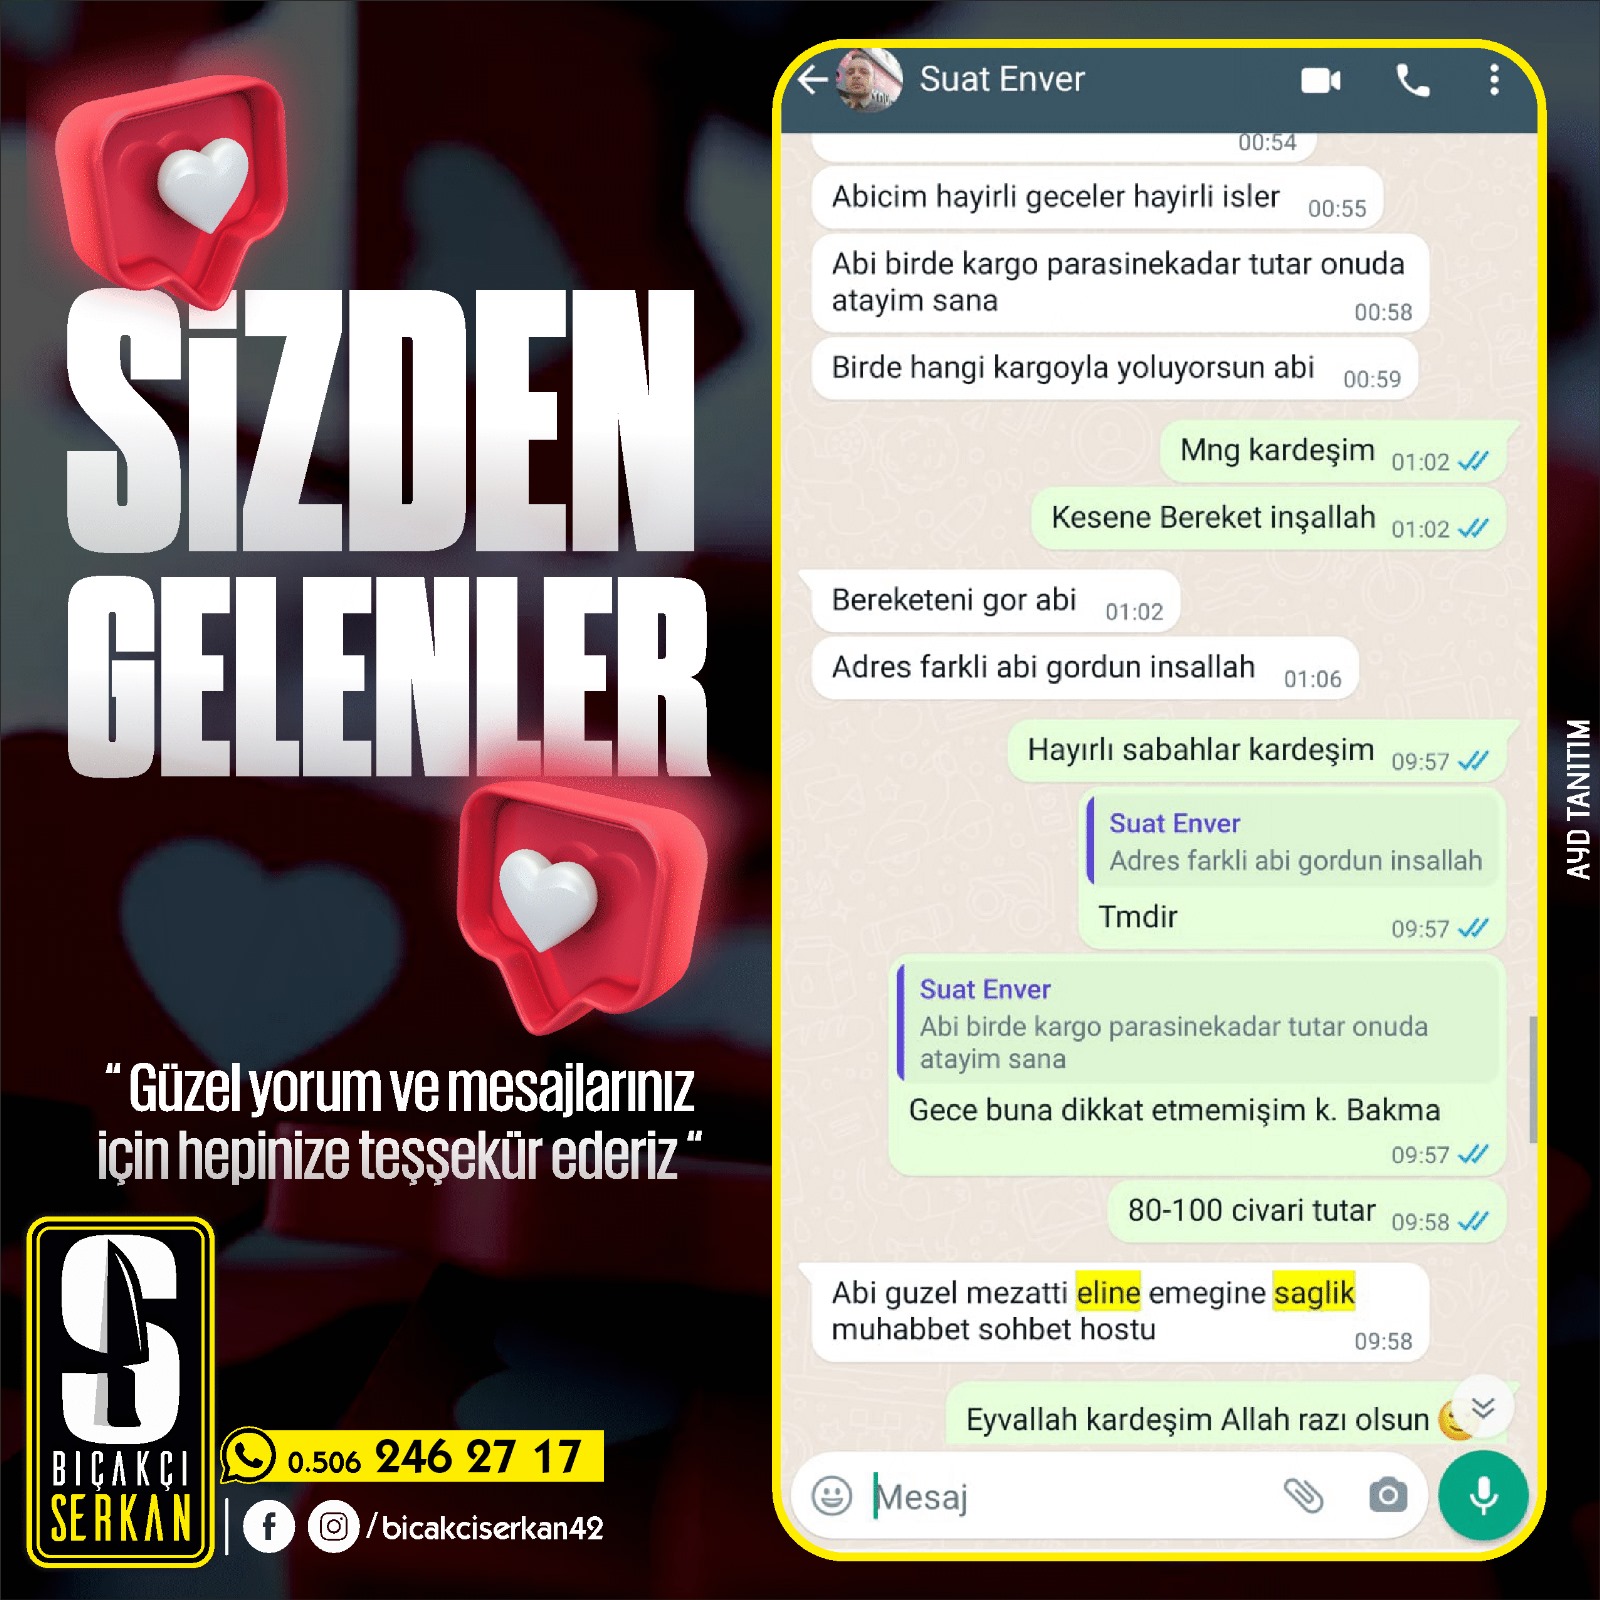 SİZDEN
GELENLER
“ Güzel yorum ve mesajlarınız
için hepinize teşşekür ederiz “
S
BIÇAKÇI
SERKAN
0.506 246 27 17
/bicakciserkan42
Suat Enver
00:54
Abicim hayirli geceler hayirli isler 00:55
Abi birde kargo parasinekadar tutar onuda
atayim sana 00:58
Birde hangi kargoyla yoluyorsun abi 00:59
Mng kardeşim 01:02
Kesene Bereket inşallah 01:02
Bereketeni gor abi 01:02
Adres farkli abi gordun insallah 01:06
Hayırlı sabahlar kardeşim 09:57
Suat Enver
Adres farkli abi gordun insallah
Tmdir 09:57
Suat Enver
Abi birde kargo parasinekadar tutar onuda
atayim sana
Gece buna dikkat etmemişim k. Bakma
09:57
80-100 civari tutar 09:58
Abi guzel mezatti eline emegine saglik
muhabbet sohbet hostu 09:58
Eyvallah kardeşim Allah razı olsun
Mesaj
AYD TANITIM